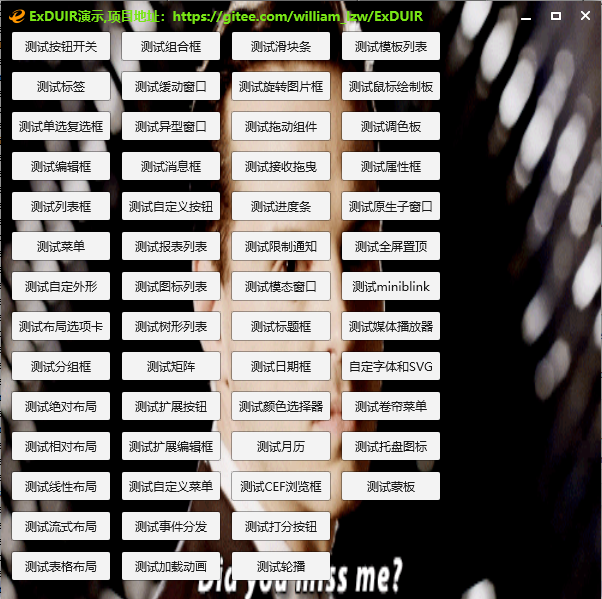 ExDUIR演示,项目地址：https://gitee.com/william_lzw/ExDUIR
测试按钮开关 测试组合框 测试滑块条 测试模板列表
测试标签 测试缓动窗口 测试旋转图片框 测试鼠标绘制板
测试单选复选框 测试异型窗口 测试拖动组件 测试调色板
测试编辑框 测试消息框 测试接收拖曳 测试属性框
测试列表框 测试自定义按钮 测试进度条 测试原生子窗口
测试菜单 测试报表列表 测试限制通知 测试全屏置顶
测试自定外形 测试图标列表 测试模态窗口 测试miniblink
测试布局选项卡 测试树形列表 测试标题框 测试媒体播放器
测试分组框 测试矩阵 测试日期框 自定字体和SVG
测试绝对布局 测试扩展按钮 测试颜色选择器 测试卷帘菜单
测试相对布局 测试扩展编辑框 测试月历 测试托盘图标
测试线性布局 测试自定义菜单 测试CEF浏览框 测试蒙板
测试流式布局 测试事件分发 测试打分按钮
测试表格布局 测试加载动画 测试轮播
Did you miss me?